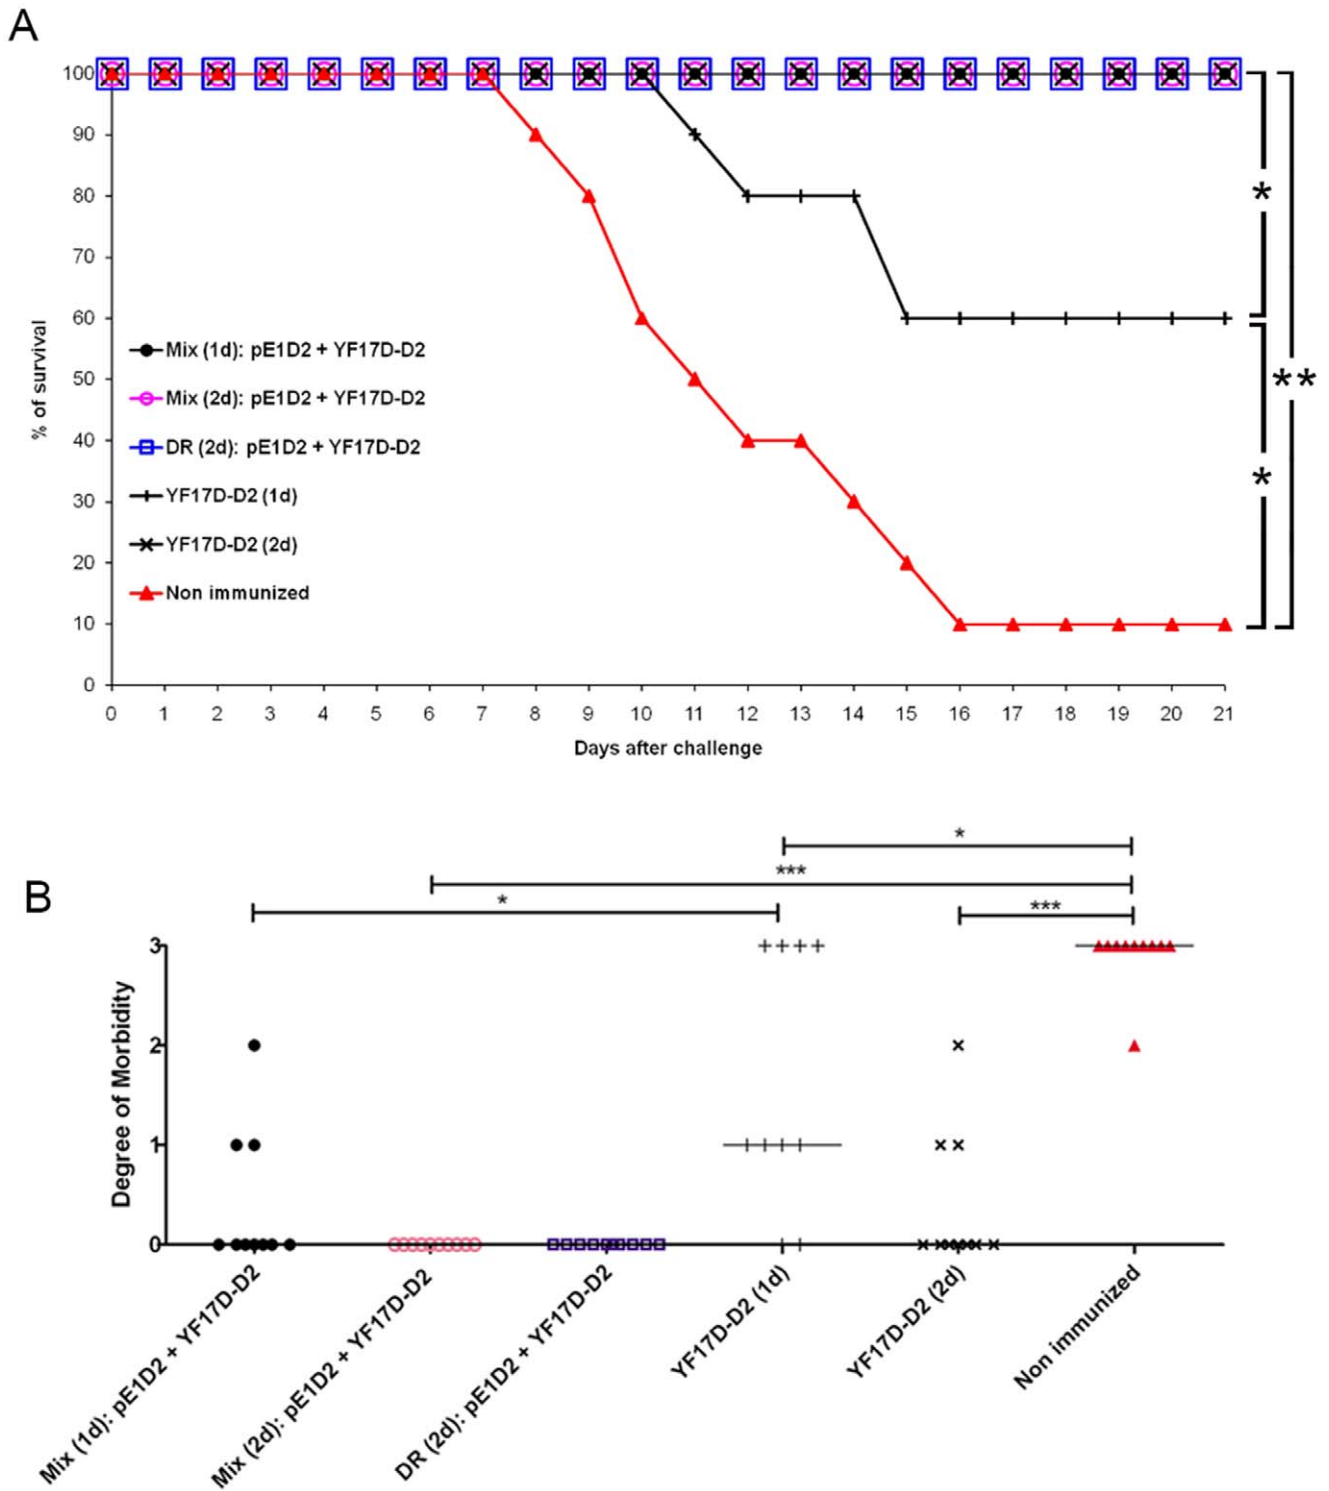 A
100
90
80
70
60
50
40
30
20
10
0
% of survival
Mix (1d): pE1D2 + YF17D-D2
Mix (2d): pE1D2 + YF17D-D2
DR (2d): pE1D2 + YF17D-D2
YF17D-D2 (1d)
YF17D-D2 (2d)
Non immunized
*
**
*
0 1 2 3 4 5 6 7 8 9 10 11 12 13 14 15 16 17 18 19 20 21
Days after challenge
B
*
***
*
***
3
2
1
0
Degree of Morbidity
Mix (1d): pE1D2 + YF17D-D2
Mix (2d): pE1D2 + YF17D-D2
DR (2d): pE1D2 + YF17D-D2
YF17D-D2 (1d)
YF17D-D2 (2d)
Non immunized